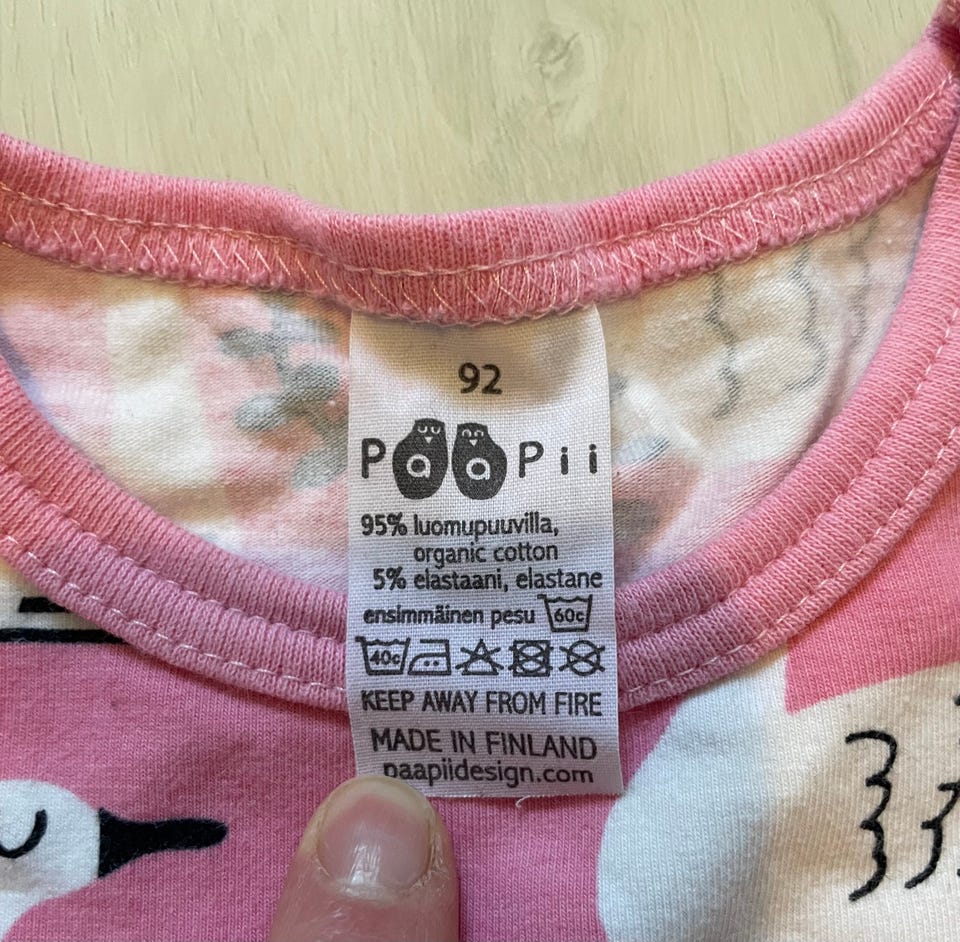 92
Paapii
95% luomupuuvilla,
organic cotton
5% elastaani, elastane
ensimmäinen pesu 60c
40c
KEEP AWAY FROM FIRE
MADE IN FINLAND
paapiidesign.com